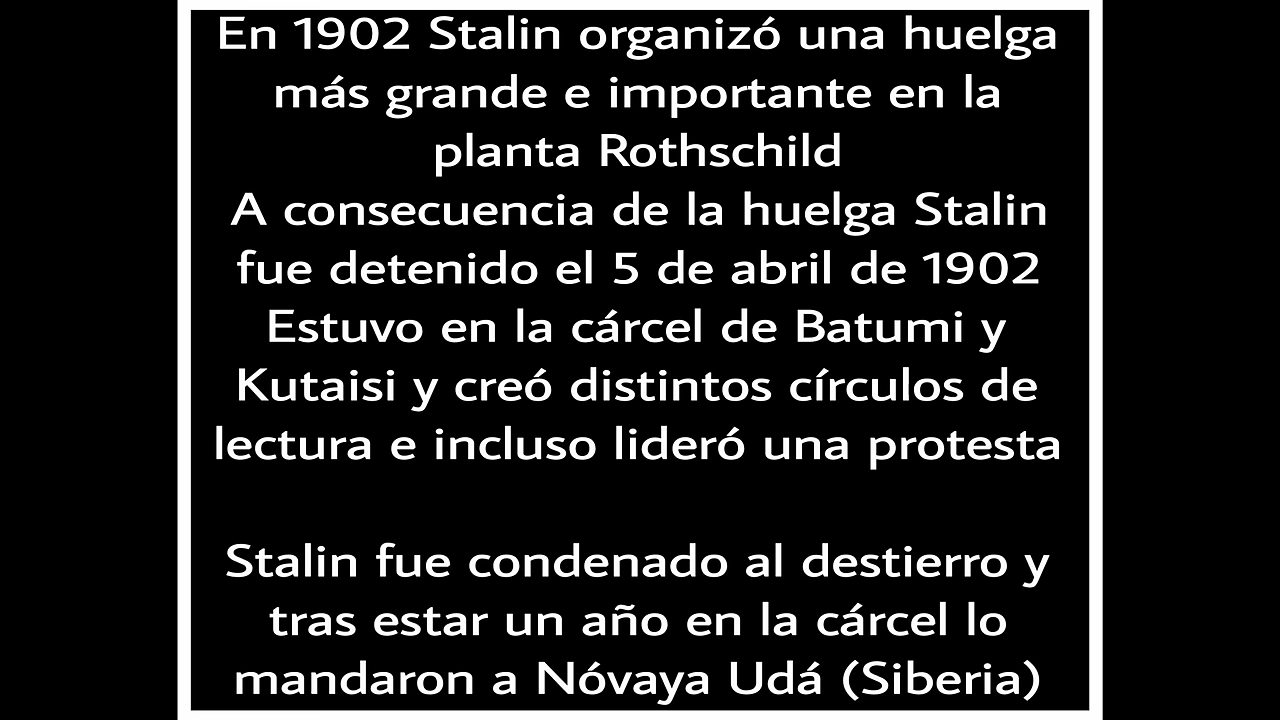 En 1902 Stalin organizó una huelga
más grande e importante en la
planta Rothschild
A consecuencia de la huelga Stalin
fue detenido el 5 de abril de 1902
Estuvo en la cárcel de Batumi y
Kutaisi y creó distintos círculos de
lectura e incluso lideró una protesta
Stalin fue condenado al destierro y
tras estar un año en la cárcel lo
mandaron a Nóvaya Udá (Siberia)